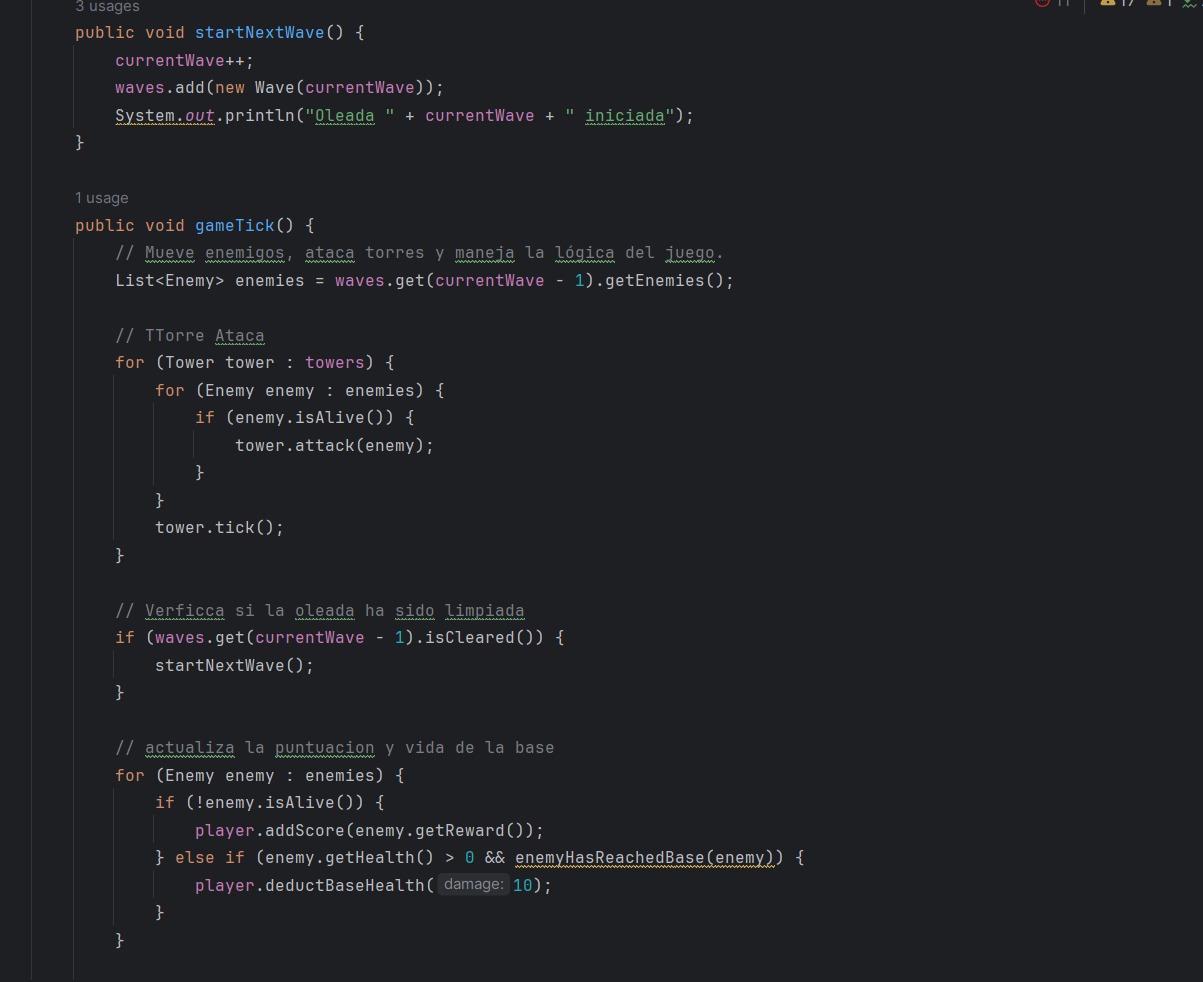 3 usages
public void startNextWave() {
    currentWave++;
    waves.add(new Wave(currentWave));
    System.out.println("Oleada " + currentWave + " iniciada");
}
1 usage
public void gameTick() {
    // Mueve enemigos, ataca torres y maneja la lógica del juego.
    List<Enemy> enemies = waves.get(currentWave - 1).getEnemies();
    // TTorre Ataca
    for (Tower tower : towers) {
        for (Enemy enemy : enemies) {
            if (enemy.isAlive()) {
                tower.attack(enemy);
            }
        }
        tower.tick();
    }
    // Verficca si la oleada ha sido limpiada
    if (waves.get(currentWave - 1).isCleared()) {
        startNextWave();
    }
    // actualiza la puntuacion y vida de la base
    for (Enemy enemy : enemies) {
        if (!enemy.isAlive()) {
            player.addScore(enemy.getReward());
        } else if (enemy.getHealth() > 0 && enemyHasReachedBase(enemy)) {
            player.deductBaseHealth( damage: 10);
        }
    }